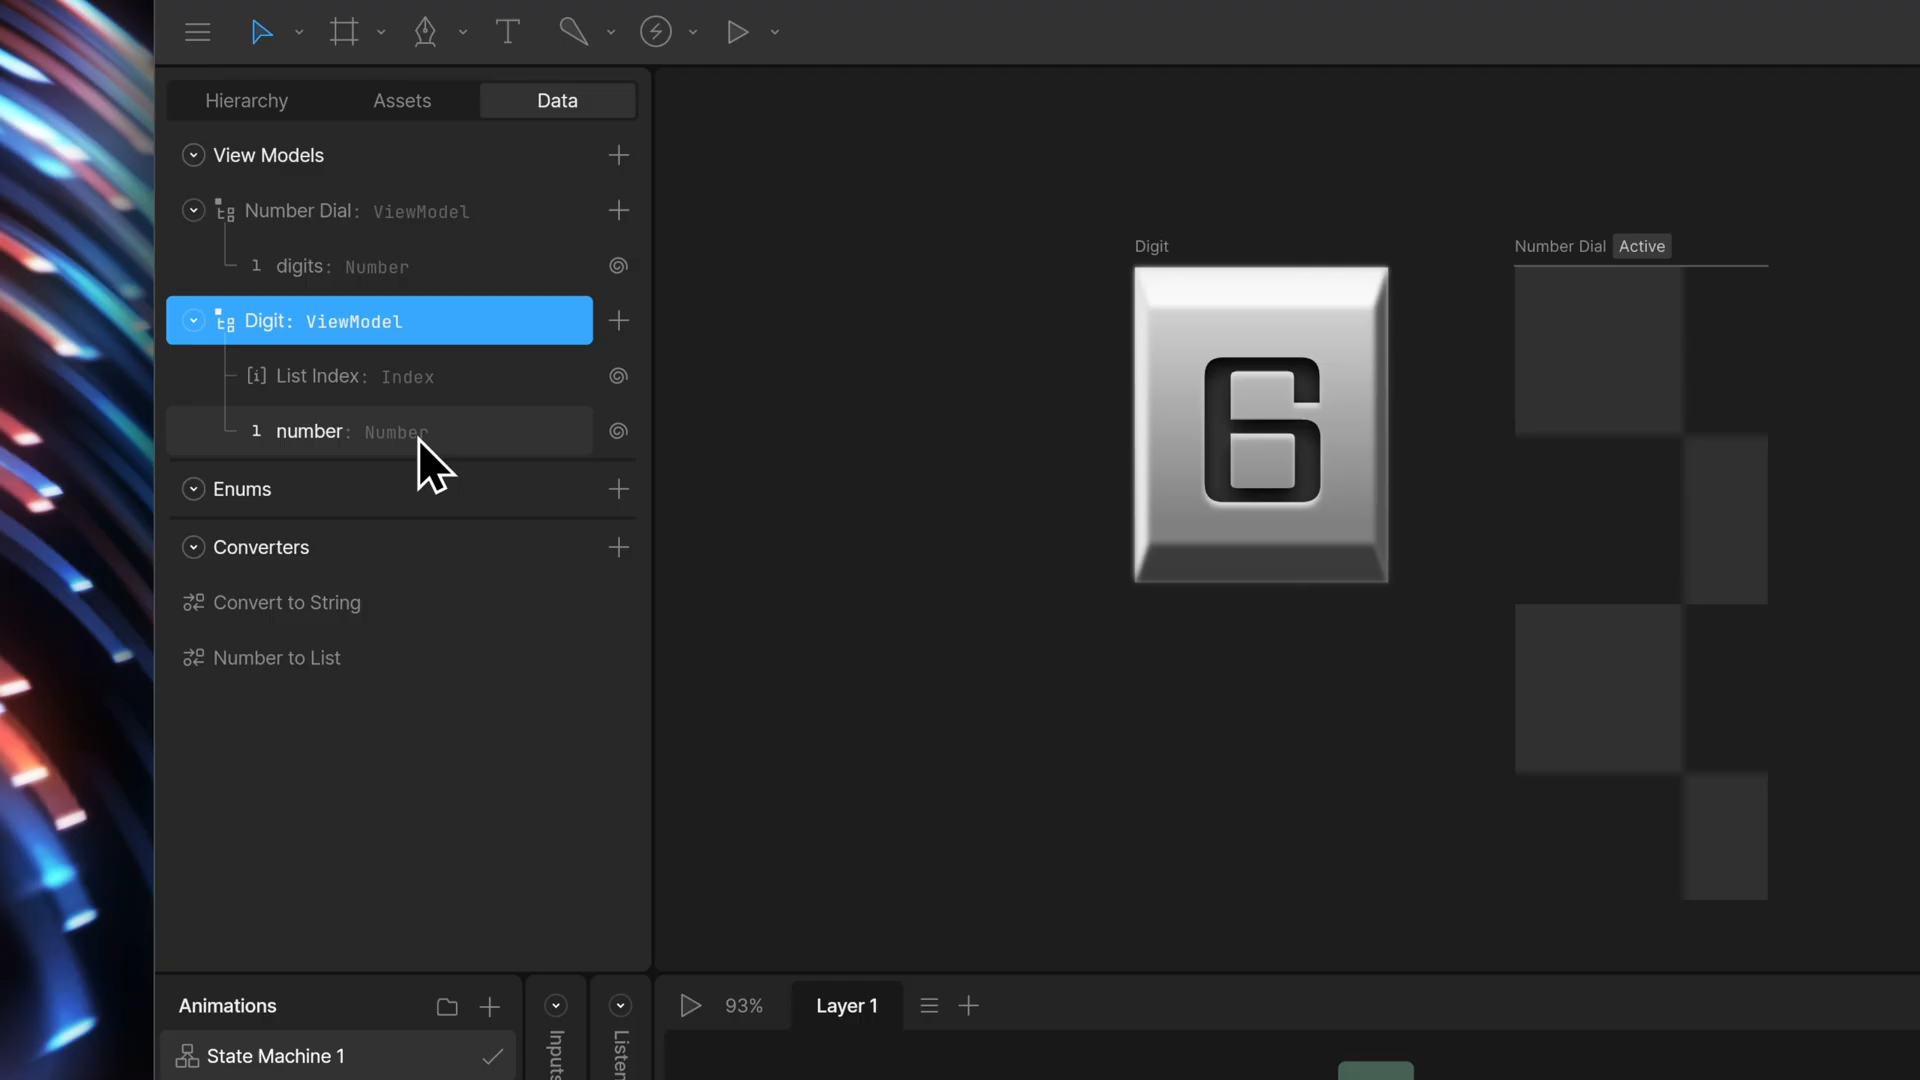 Hierarchy
Assets
Data
View Models
Number Dial: ViewModel
1 digits: Number
Digit: ViewModel
[i] List Index: Index
1 number: Number
Enums
Converters
Convert to String
Number to List
Digit
6
Number Dial Active
Animations
State Machine 1
Inputs
Listen
93%
Layer 1